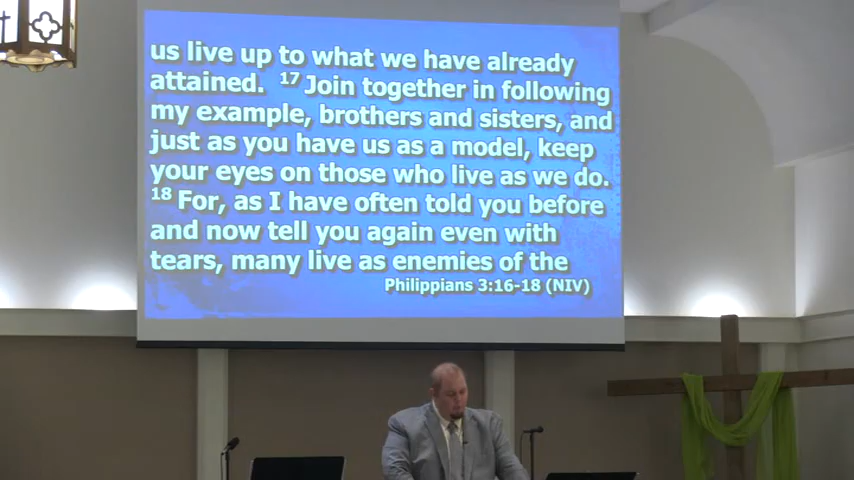 us live up to what we have already
attained. 17 Join together in following
my example, brothers and sisters, and
just as you have us as a model, keep
your eyes on those who live as we do.
18 For, as I have often told you before
and now tell you again even with
tears, many live as enemies of the
Philippians 3:16-18 (NIV)